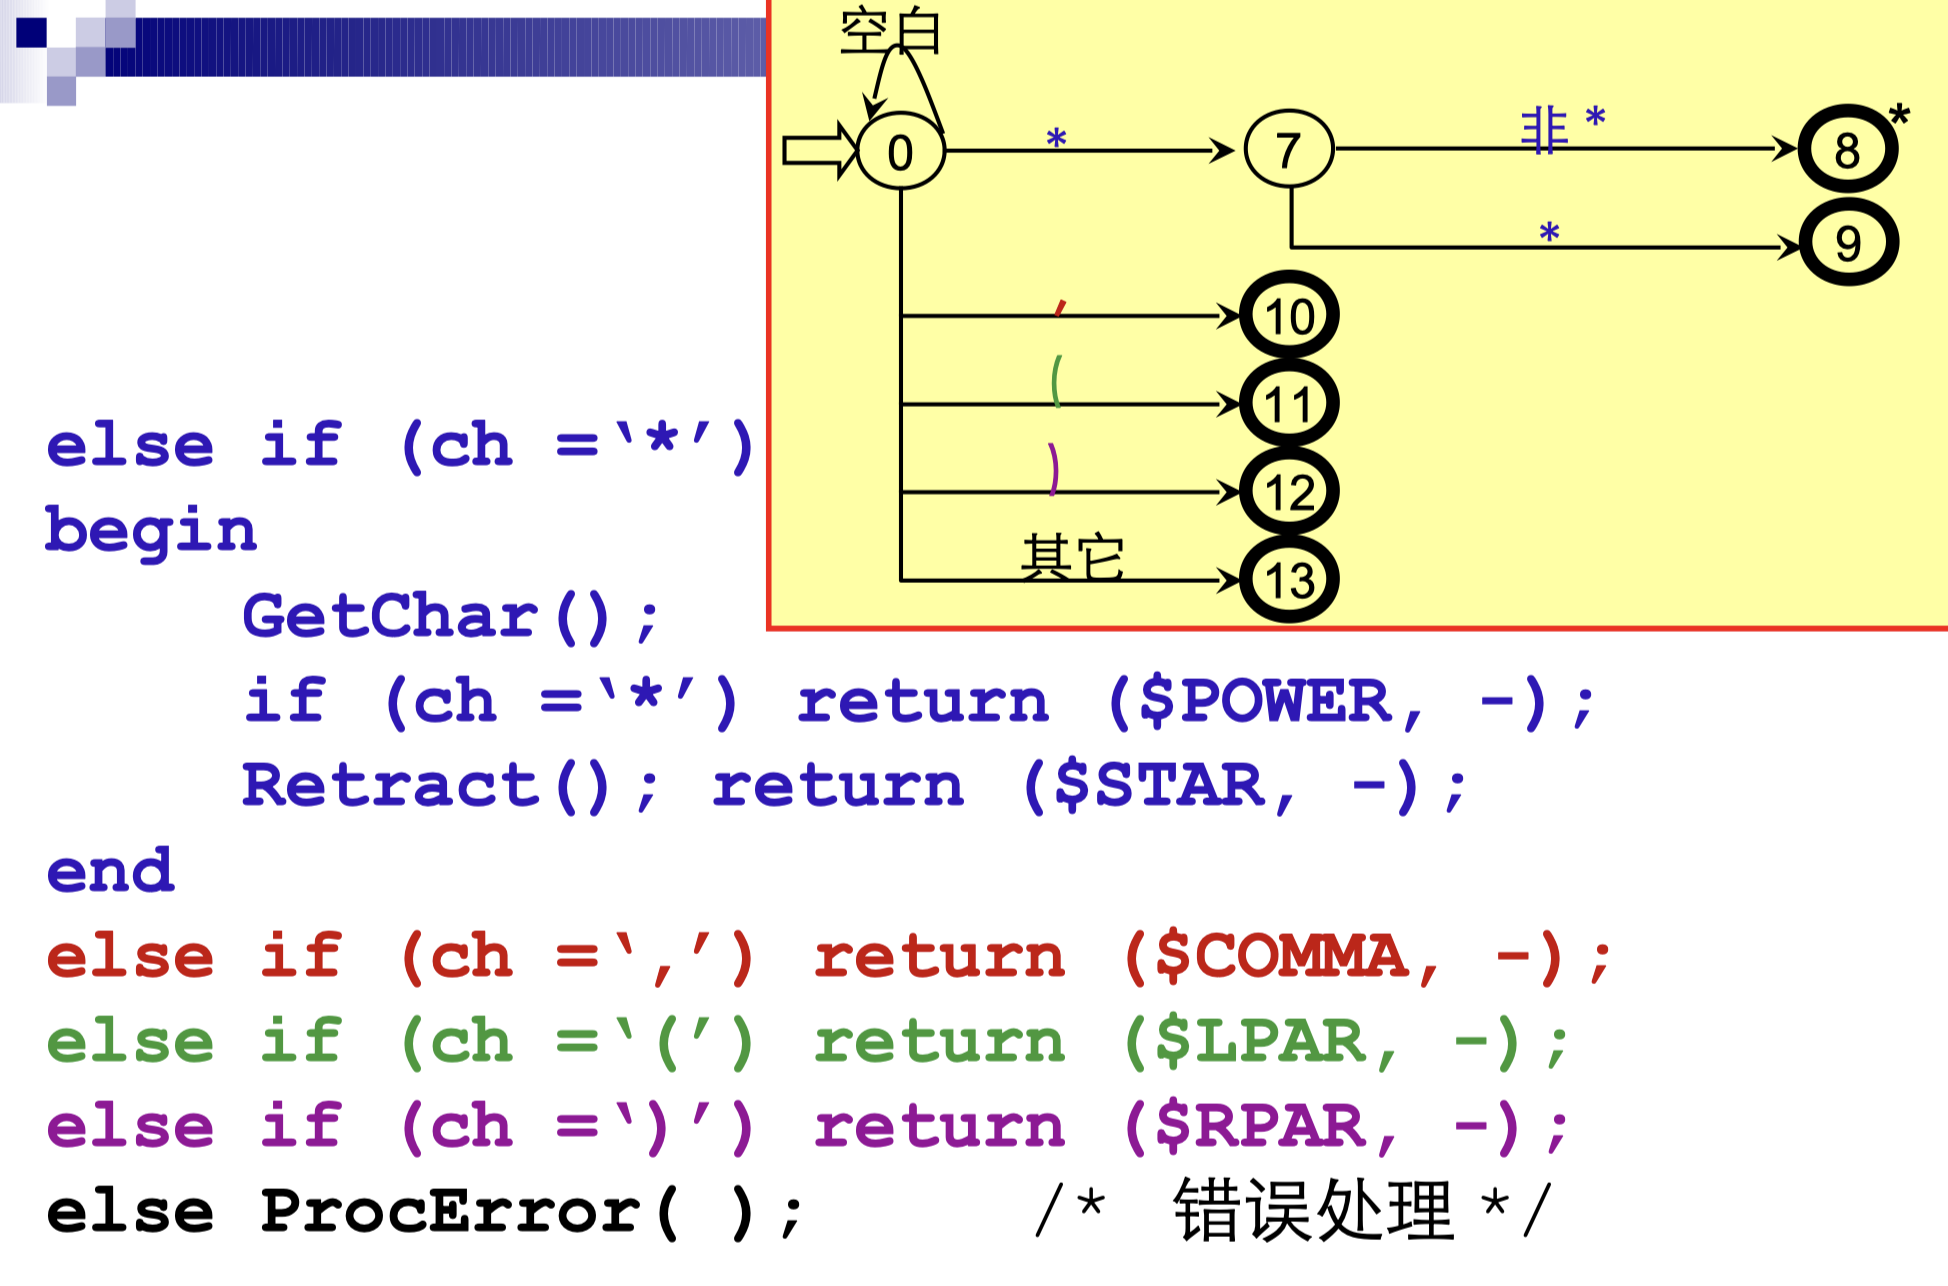 空白
0 * 7 非 * 8 *
* 9
, 10
( 11
) 12
其它 13
else if (ch =‘*’)
begin
GetChar();
if (ch =‘*’) return ($POWER, -);
Retract(); return ($STAR, -);
end
else if (ch =‘,’) return ($COMMA, -);
else if (ch =‘(’) return ($LPAR, -);
else if (ch =‘)’) return ($RPAR, -);
else ProcError( ); /* 错误处理 */